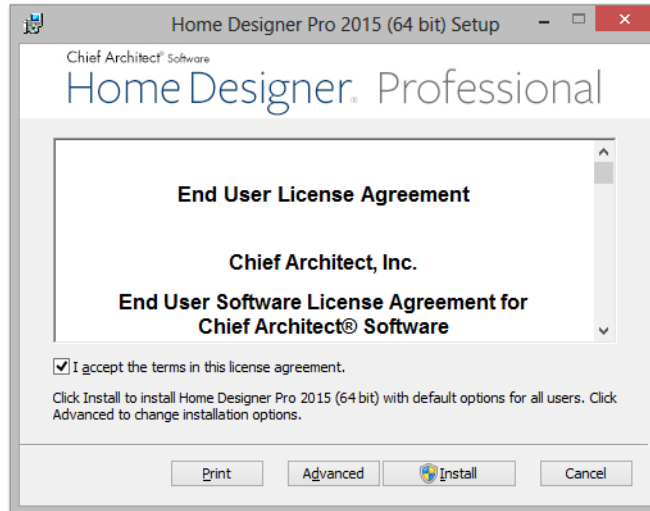 Home Designer Pro 2015 (64 bit) Setup
Chief Architect® Software
Home Designer® Professional
End User License Agreement
Chief Architect, Inc.
End User Software License Agreement for
Chief Architect® Software
I accept the terms in this license agreement.
Click Install to install Home Designer Pro 2015 (64 bit) with default options for all users. Click
Advanced to change installation options.
Print Advanced Install Cancel